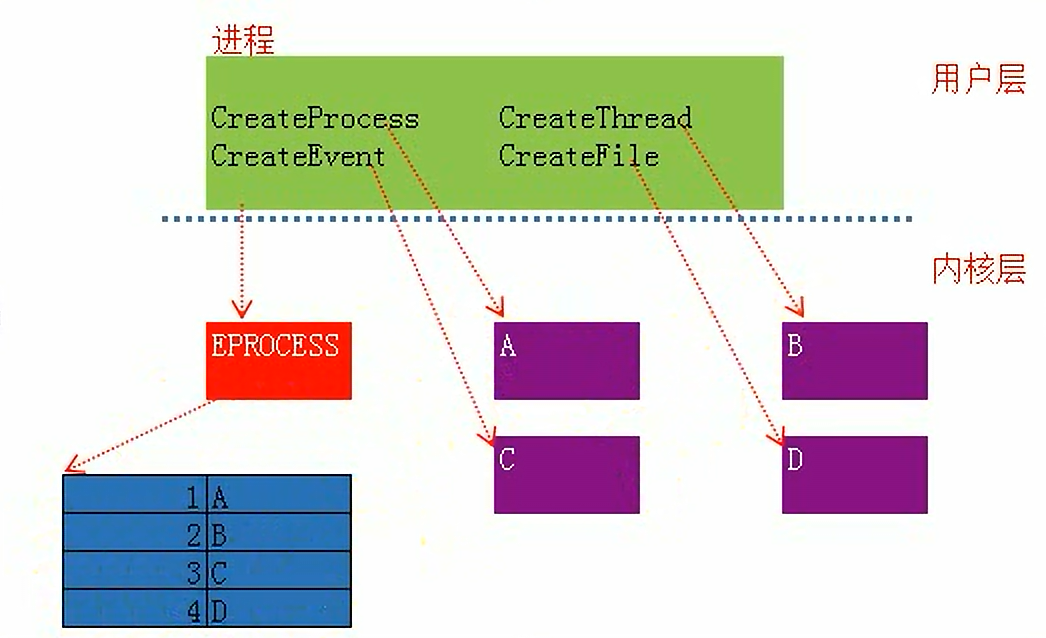 进程
用户层
CreateProcess CreateThread
CreateEvent CreateFile
内核层
EPROCESS
A
B
C
D
1 A
2 B
3 C
4 D